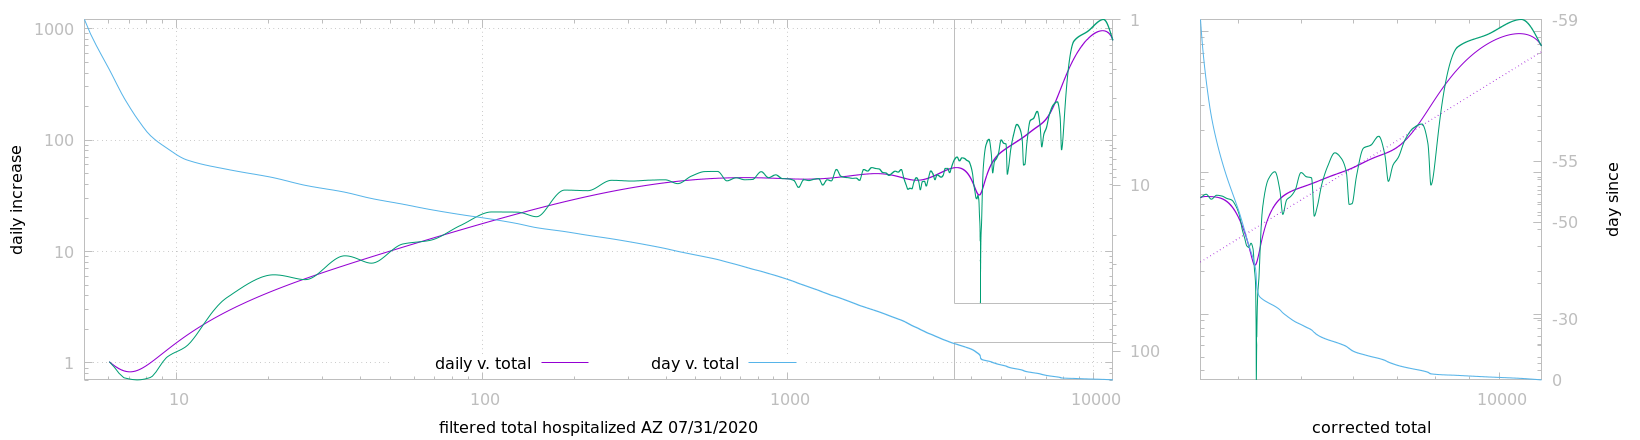 1000
100
10
1
daily increase
1
10
100
daily v. total
day v. total
10
100
1000
10000
filtered total hospitalized AZ 07/31/2020
-59
-55
-50
-30
0
day since
10000
corrected total